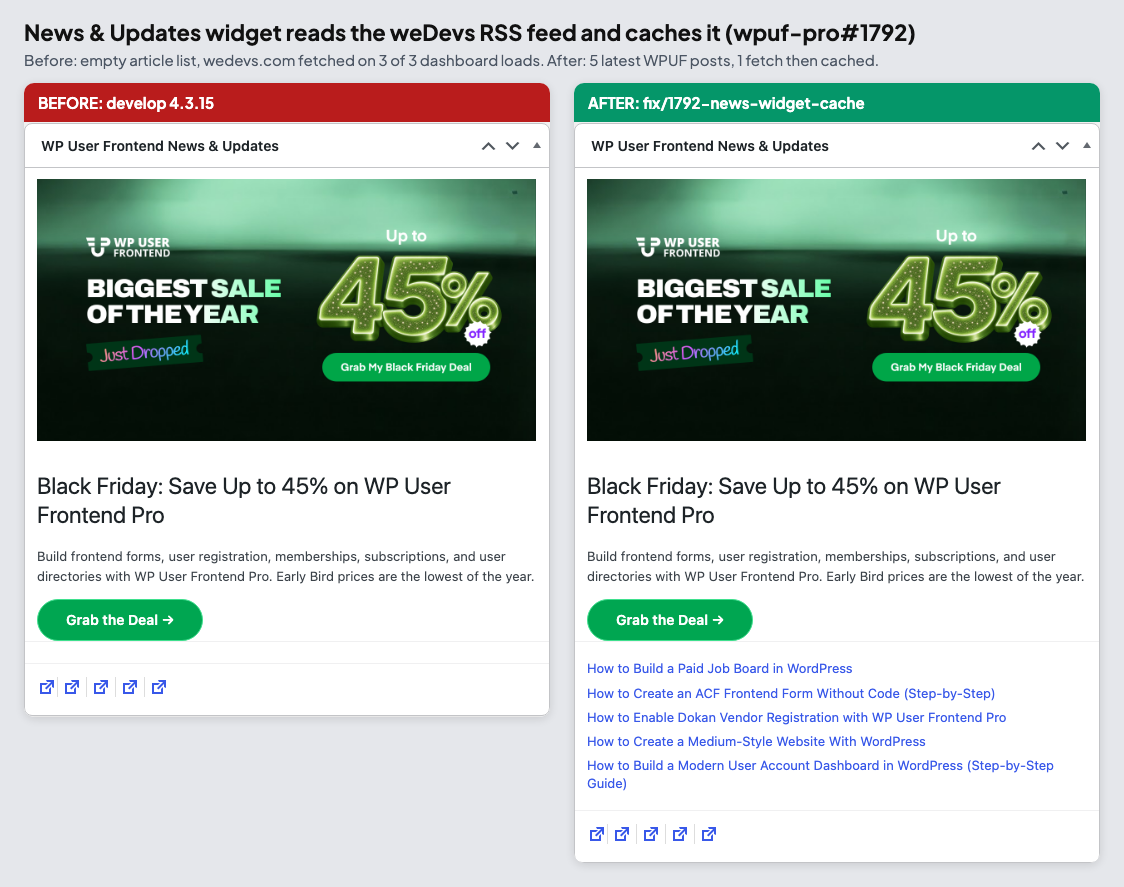 News & Updates widget reads the weDevs RSS feed and caches it (wpuf-pro#1792)
Before: empty article list, wedevs.com fetched on 3 of 3 dashboard loads. After: 5 latest WPUF posts, 1 fetch then cached.
BEFORE: develop 4.3.15
WP User Frontend News & Updates
WP USER
FRONTEND
BIGGEST SALE
OF THE YEAR
Just Dropped
Up to
45%
off
Grab My Black Friday Deal
Black Friday: Save Up to 45% on WP User
Frontend Pro
Build frontend forms, user registration, memberships, subscriptions, and user
directories with WP User Frontend Pro. Early Bird prices are the lowest of the year.
Grab the Deal →
AFTER: fix/1792-news-widget-cache
WP User Frontend News & Updates
WP USER
FRONTEND
BIGGEST SALE
OF THE YEAR
Just Dropped
Up to
45%
off
Grab My Black Friday Deal
Black Friday: Save Up to 45% on WP User
Frontend Pro
Build frontend forms, user registration, memberships, subscriptions, and user
directories with WP User Frontend Pro. Early Bird prices are the lowest of the year.
Grab the Deal →
How to Build a Paid Job Board in WordPress
How to Create an ACF Frontend Form Without Code (Step-by-Step)
How to Enable Dokan Vendor Registration with WP User Frontend Pro
How to Create a Medium-Style Website With WordPress
How to Build a Modern User Account Dashboard in WordPress (Step-by-Step
Guide)